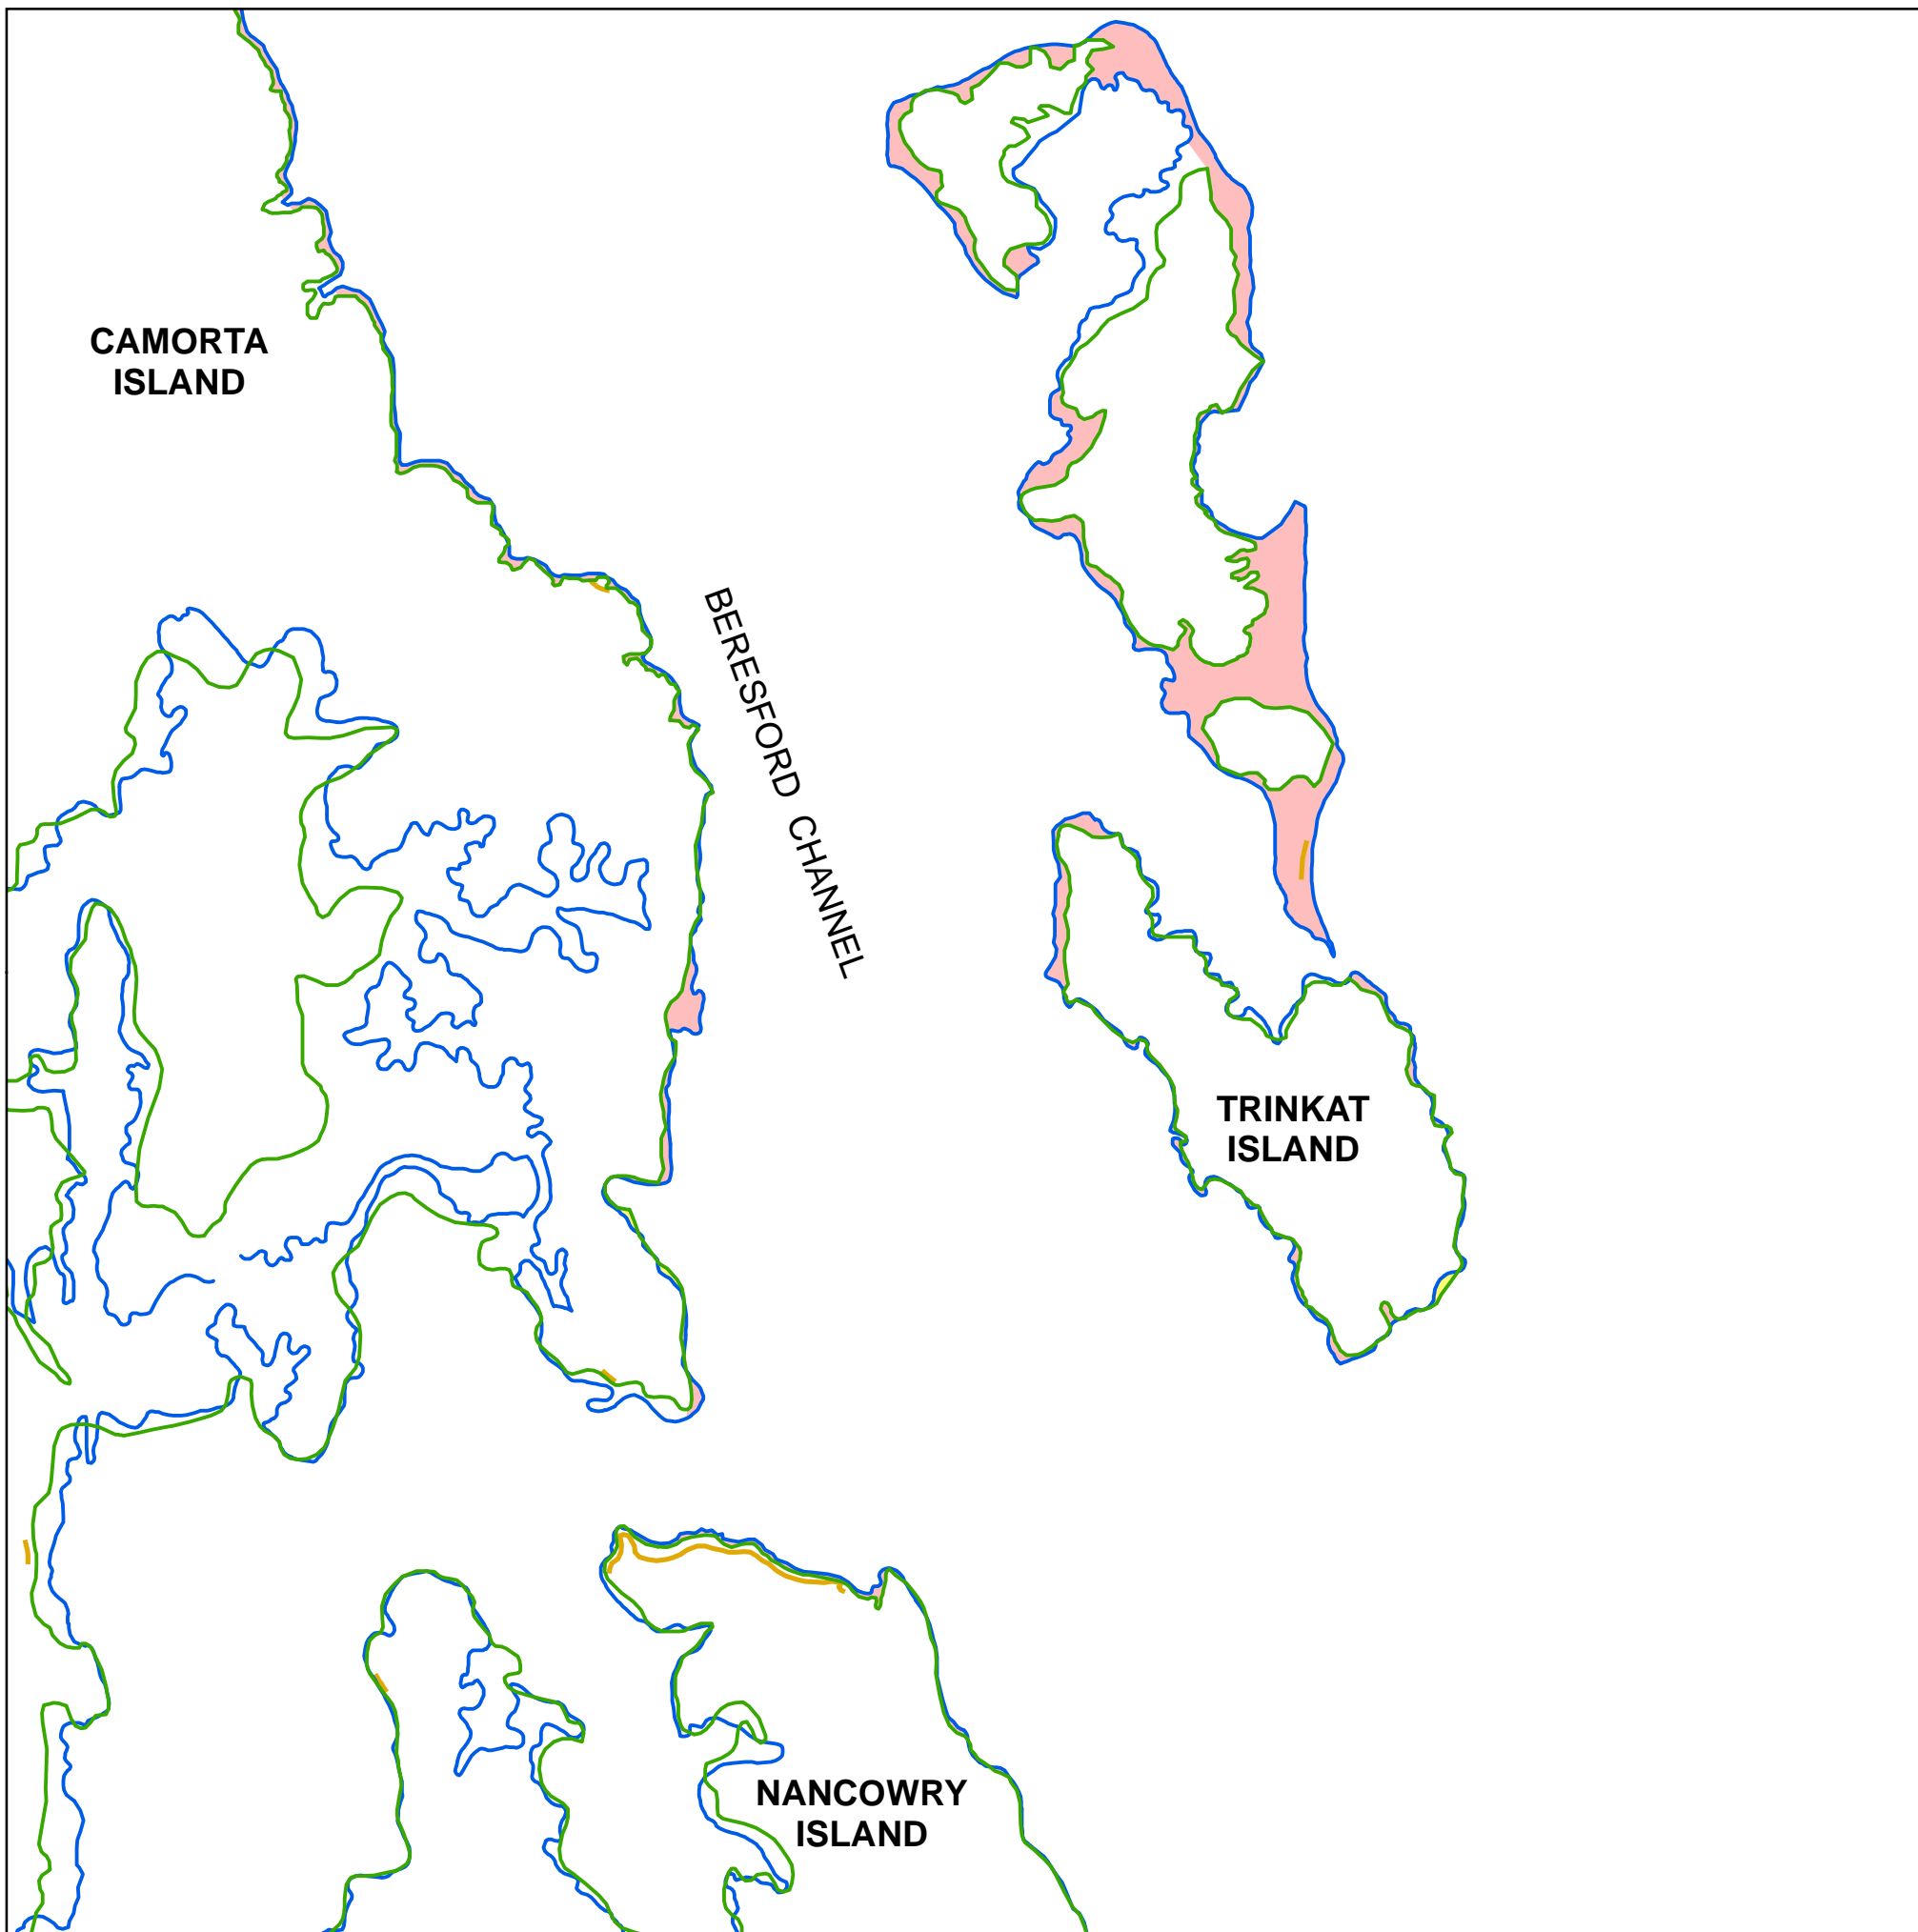 CAMORTA
ISLAND
BERESFORD CHANNEL
TRINKAT
ISLAND
NANCOWRY
ISLAND